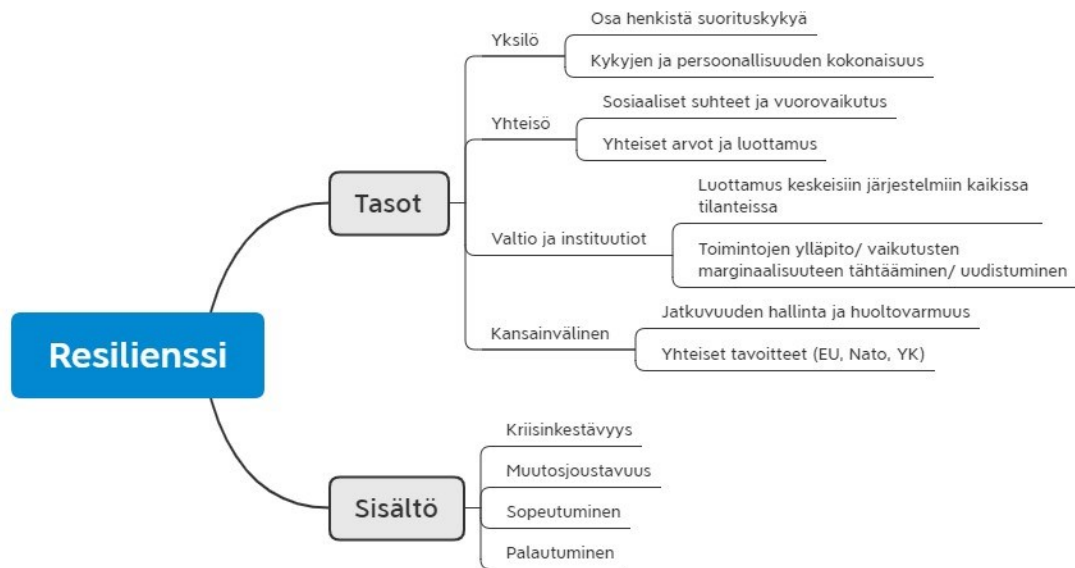 Resilienssi
Tasot
Yksilö
Osa henkistä suorituskykyä
Kykyjen ja persoonallisuuden kokonaisuus
Yhteisö
Sosiaaliset suhteet ja vuorovaikutus
Yhteiset arvot ja luottamus
Valtio ja instituutiot
Luottamus keskeisiin järjestelmiin kaikissa
tilanteissa
Toimintojen ylläpito/ vaikutusten
marginaalisuuteen tähtääminen/ uudistuminen
Kansainvälinen
Jatkuvuuden hallinta ja huoltovarmuus
Yhteiset tavoitteet (EU, Nato, YK)
Sisältö
Kriisinkestävyys
Muutosjoustavuus
Sopeutuminen
Palautuminen